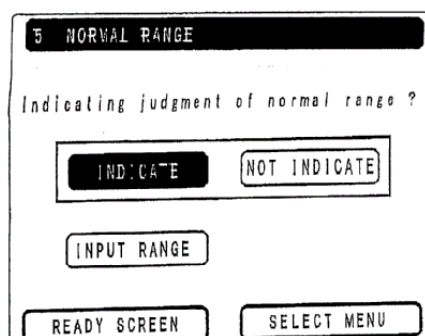 5 NORMAL RANGE
Indicating judgment of normal range ?
INDICATE NOT INDICATE
INPUT RANGE
READY SCREEN SELECT MENU